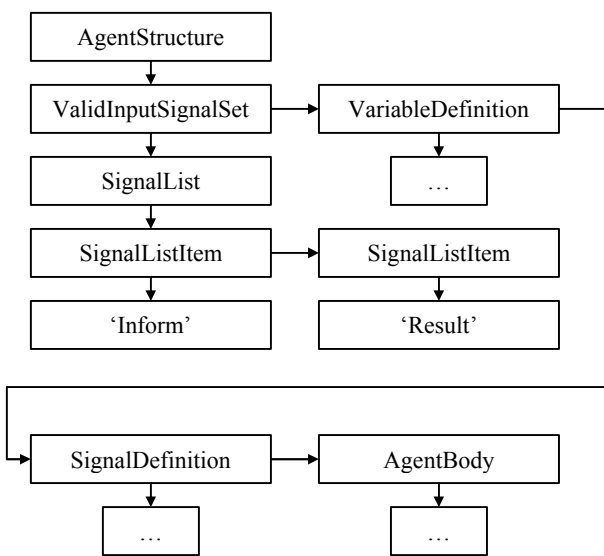 AgentStructure
ValidInputSignalSet
VariableDefinition
SignalList
…
SignalListItem
SignalListItem
‘Inform’
‘Result’
SignalDefinition
AgentBody
…
…